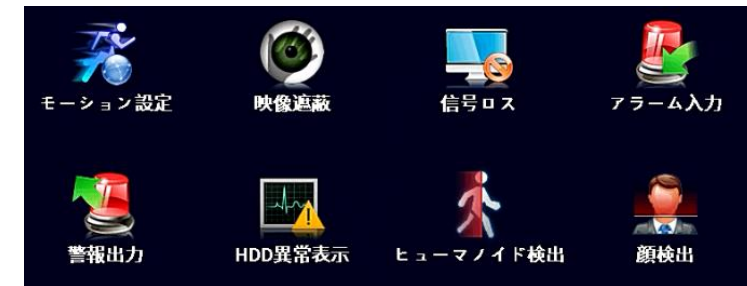 モーション設定
映像遮蔽
信号ロス
アラーム入力
警報出力
HDD異常表示
ヒューマノイド検出
顔検出